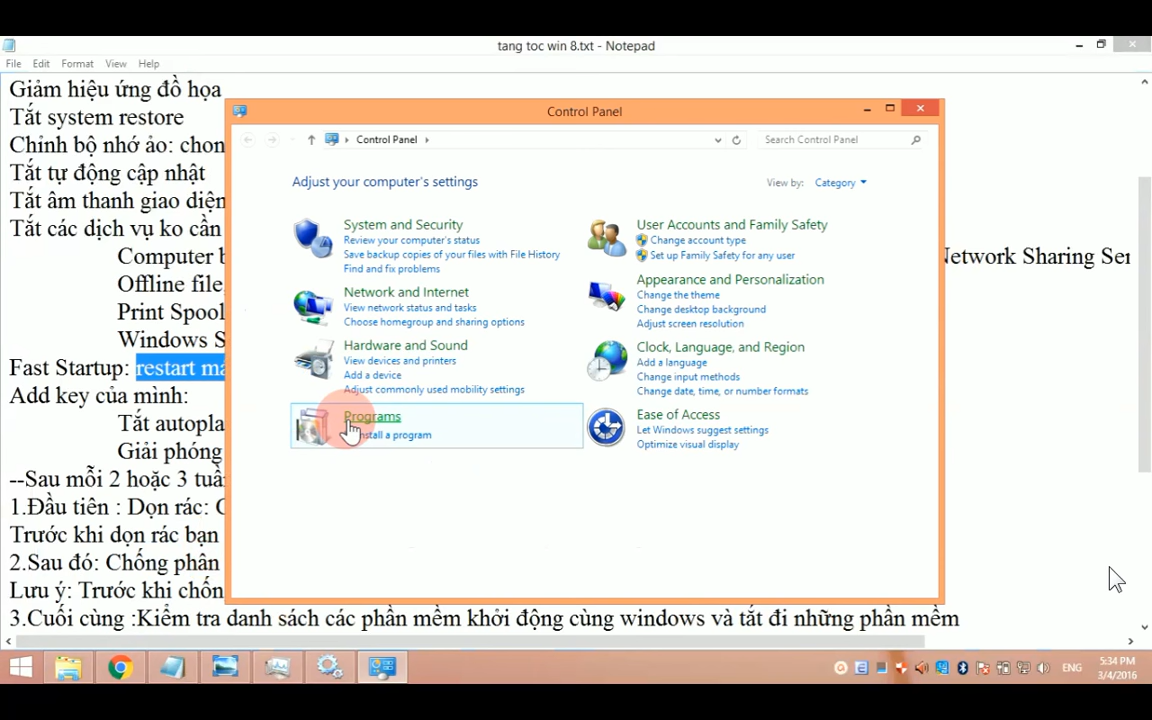 tang toc win 8.txt - Notepad
File Edit Format View Help
Giảm hiệu ứng đồ họa
Tắt system restore
Chỉnh bộ nhớ ảo: chon
Tắt tự động cập nhật
Tắt âm thanh giao diện
Tắt các dịch vụ ko cần
Computer b
Network Sharing Ser
Offline file,
Print Spool
Windows S
Fast Startup: restart má
Add key của mình:
Tắt autopla
Giải phóng
--Sau mỗi 2 hoặc 3 tuần
1.Đầu tiên : Dọn rác: C
Trước khi dọn rác bạn
2.Sau đó: Chống phân
Lưu ý: Trước khi chốn
3.Cuối cùng :Kiểm tra danh sách các phần mềm khởi động cùng windows và tắt đi những phần mềm
Control Panel
Control Panel
Search Control Panel
Adjust your computer's settings
View by: Category
System and Security
Review your computer's status
Save backup copies of your files with File History
Find and fix problems
Network and Internet
View network status and tasks
Choose homegroup and sharing options
Hardware and Sound
View devices and printers
Add a device
Adjust commonly used mobility settings
Programs
nstall a program
User Accounts and Family Safety
Change account type
Set up Family Safety for any user
Appearance and Personalization
Change the theme
Change desktop background
Adjust screen resolution
Clock, Language, and Region
Add a language
Change input methods
Change date, time, or number formats
Ease of Access
Let Windows suggest settings
Optimize visual display
ENG
5:34 PM
3/4/2016